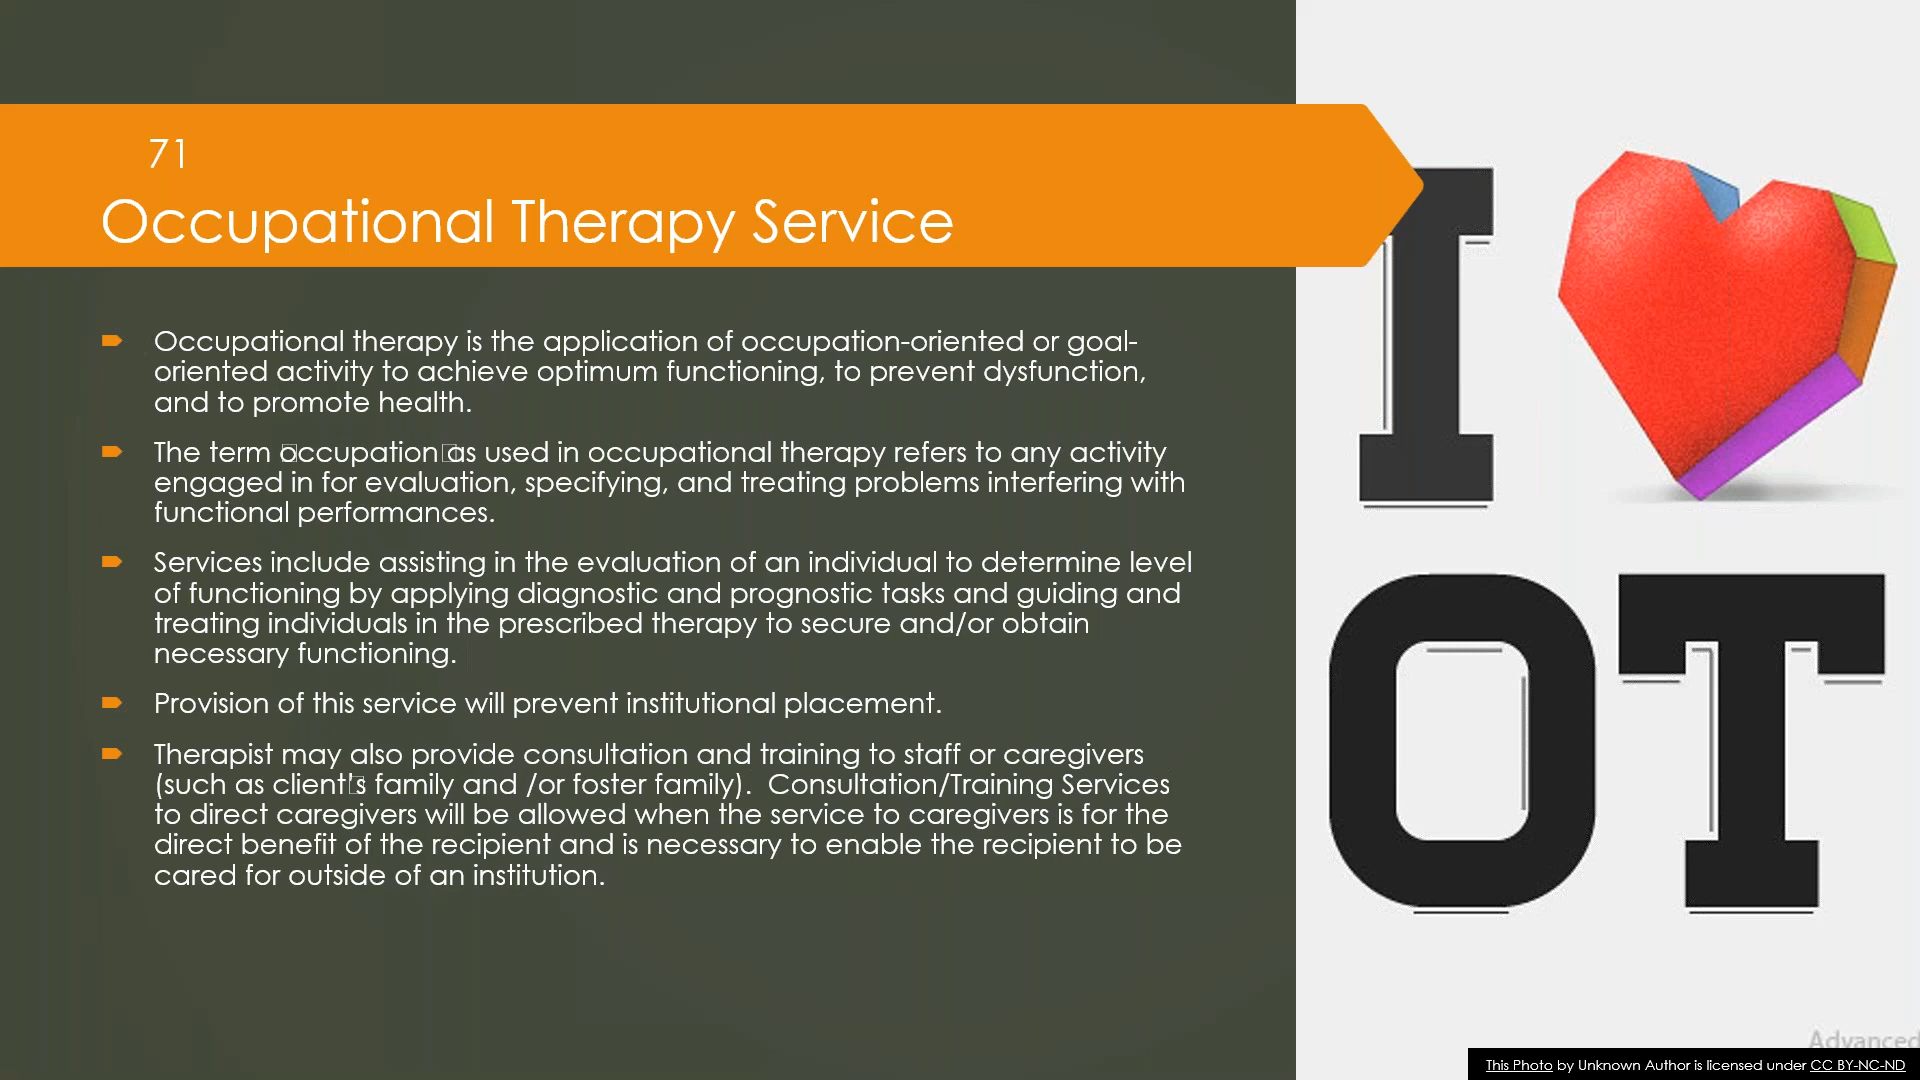 71
Occupational Therapy Service
Occupational therapy is the application of occupation-oriented or goal-
oriented activity to achieve optimum functioning, to prevent dysfunction,
and to promote health.
The term occupation as used in occupational therapy refers to any activity
engaged in for evaluation, specifying, and treating problems interfering with
functional performances.
Services include assisting in the evaluation of an individual to determine level
of functioning by applying diagnostic and prognostic tasks and guiding and
treating individuals in the prescribed therapy to secure and/or obtain
necessary functioning.
Provision of this service will prevent institutional placement.
Therapist may also provide consultation and training to staff or caregivers
(such as client's family and /or foster family).  Consultation/Training Services
to direct caregivers will be allowed when the service to caregivers is for the
direct benefit of the recipient and is necessary to enable the recipient to be
cared for outside of an institution.
I
OT
Advanced
This Photo by Unknown Author is licensed under CC BY-NC-ND